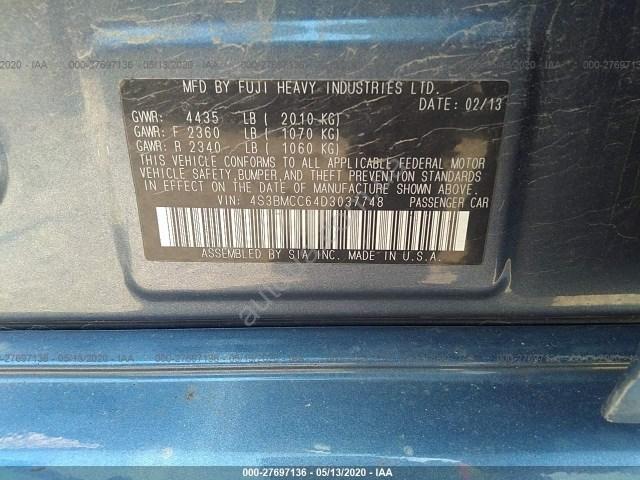 00-27697136 • 05/13/2020 - IAA
MFD BY FUJI HEAVY INDUSTRIES LTD.
DATE: 02/13
GVWR: 4435 LB ( 2010 KG)
GAWR: F 2360 LB ( 1070 KG)
GAWR: R 2340 LB ( 1060 KG)
THIS VEHICLE CONFORMS TO ALL APPLICABLE FEDERAL MOTOR
VEHICLE SAFETY,BUMPER,AND THEFT PREVENTION STANDARDS
IN EFFECT ON THE DATE OF MANUFACTURE SHOWN ABOVE.
VIN: 4S3BMCC64D3037748 PASSENGER CAR
ASSEMBLED BY SIA INC. MADE IN U.S.A.
000-27697136 • 05/13/2020 - IAA